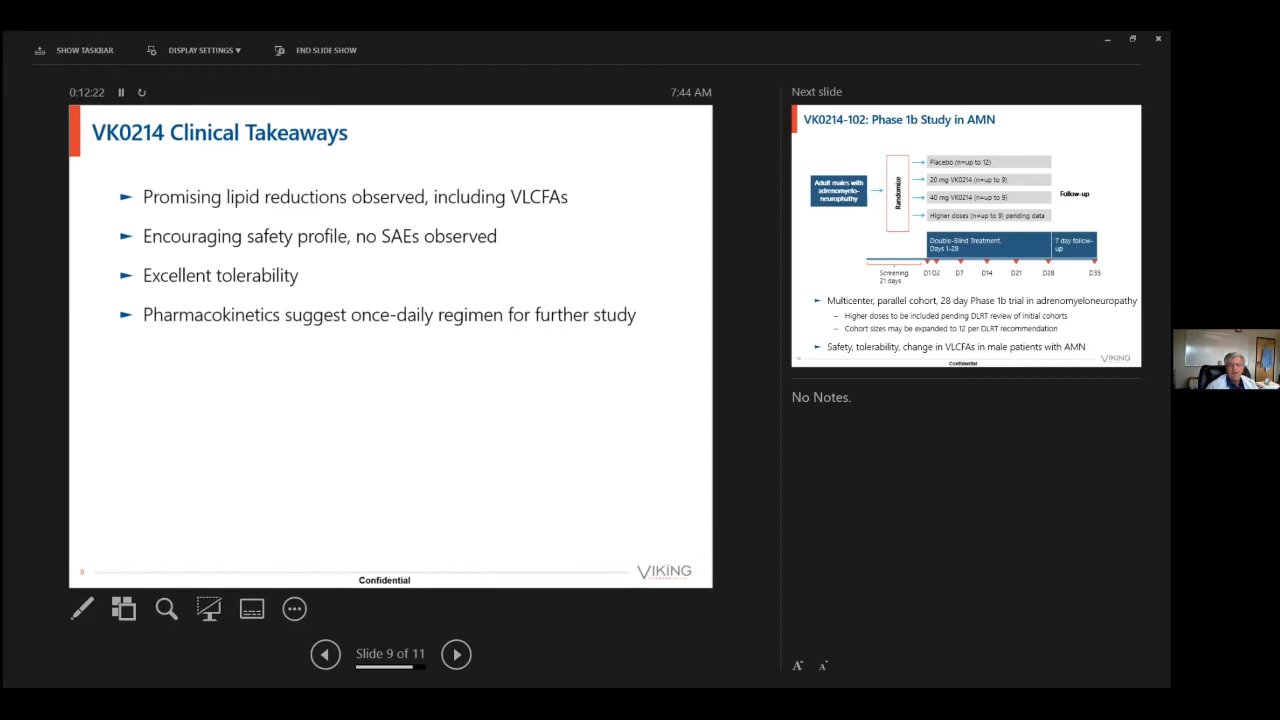 SHOW TASKBAR
DISPLAY SETTINGS ▼
END SLIDE SHOW
0:12:22
7:44 AM
VK0214 Clinical Takeaways
► Promising lipid reductions observed, including VLCFAs
► Encouraging safety profile, no SAEs observed
► Excellent tolerability
► Pharmacokinetics suggest once-daily regimen for further study
9
Confidential
VIKING
Slide 9 of 11
Next slide
VK0214-102: Phase 1b Study in AMN
Adult males with
adrenomyelo-
neuropathy
Randomize
Placebo (n=up to 12)
20 mg VK0214 (n=up to 9)
40 mg VK0214 (n=up to 9)
Higher doses (n=up to 9) pending data
Follow-up
Double-Blind Treatment,
Days 1-28
7 day follow-
up
Screening
21 days
D1 D2 D7 D14 D21 D28 D35
► Multicenter, parallel cohort, 28 day Phase 1b trial in adrenomyeloneuropathy
– Higher doses to be included pending DLRT review of initial cohorts
– Cohort sizes may be expanded to 12 per DLRT recommendation
► Safety, tolerability, change in VLCFAs in male patients with AMN
Confidential
VIKING
No Notes.
A A